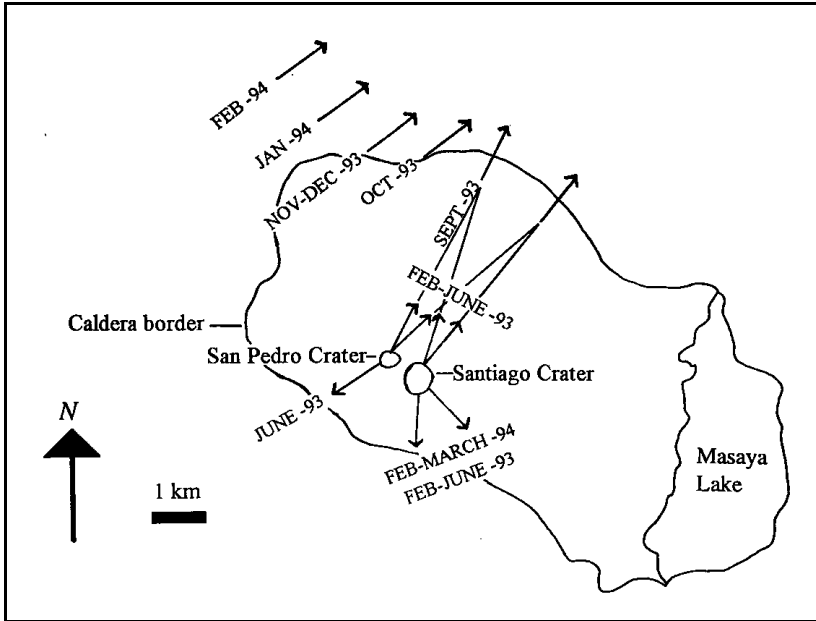 FEB -94
JAN -94
NOV-DEC -93
OCT -93
SEPT -93
FEB-JUNE -93
Caldera border
San Pedro Crater
Santiago Crater
JUNE -93
N
FEB-MARCH -94
FEB-JUNE -93
Masaya
Lake
1 km